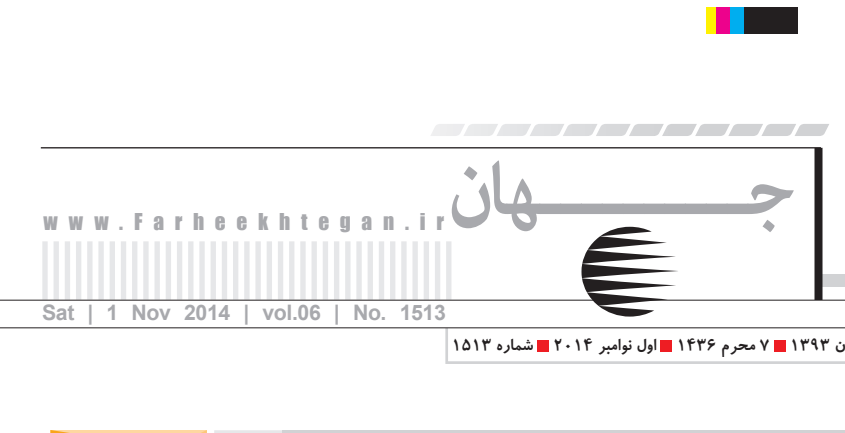 جهان
www.Farheekhtegan.ir
Sat | 1 Nov 2014 | vol.06 | No. 1513
۱۳۹۳ ■ ۷ محرم ۱۴۳۶ ■ اول نوامبر ۲۰۱۴ ■ شماره ۱۵۱۳